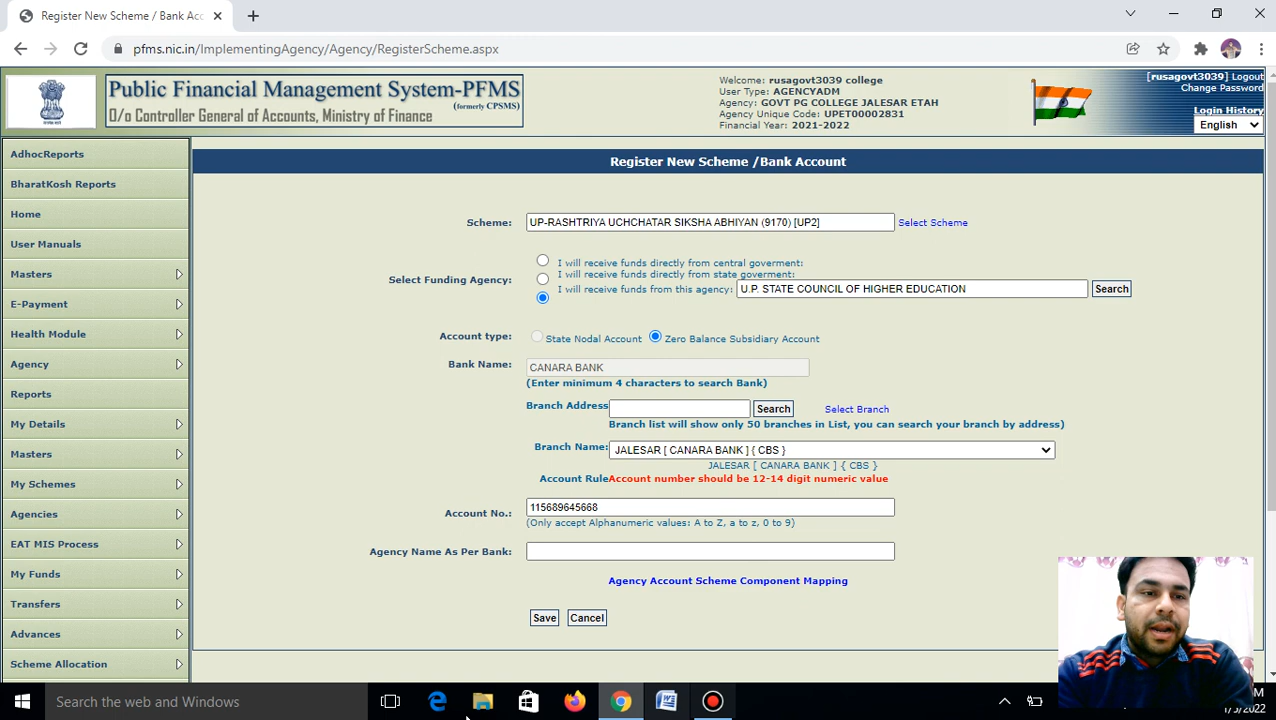 Register New Scheme / Bank Acc
pfms.nic.in/ImplementingAgency/Agency/RegisterScheme.aspx
Public Financial Management System-PFMS
(formerly CPSMS)
O/o Controller General of Accounts, Ministry of Finance
Welcome: rusagovt3039 college
User Type: AGENCYADM
Agency: GOVT PG COLLEGE JALESAR ETAH
Agency Unique Code: UPET00002831
Financial Year: 2021-2022
[rusagovt3039] Logout
Change Password
Login History
English
AdhocReports
BharatKosh Reports
Home
User Manuals
Masters
E-Payment
Health Module
Agency
Reports
My Details
Masters
My Schemes
Agencies
EAT MIS Process
My Funds
Transfers
Advances
Scheme Allocation
Register New Scheme /Bank Account
Scheme: UP-RASHTRIYA UCHCHATAR SIKSHA ABHIYAN (9170) [UP2] Select Scheme
Select Funding Agency:
I will receive funds directly from central goverment:
I will receive funds directly from state goverment:
I will receive funds from this agency: U.P. STATE COUNCIL OF HIGHER EDUCATION Search
Account type: State Nodal Account Zero Balance Subsidiary Account
Bank Name: CANARA BANK
(Enter minimum 4 characters to search Bank)
Branch Address Search Select Branch
Branch list will show only 50 branches in List, you can search your branch by address)
Branch Name: JALESAR [ CANARA BANK ] { CBS }
JALESAR [ CANARA BANK ] { CBS }
Account Rule Account number should be 12-14 digit numeric value
Account No.: 115689645668
(Only accept Alphanumeric values: A to Z, a to z, 0 to 9)
Agency Name As Per Bank:
Agency Account Scheme Component Mapping
Save Cancel
Search the web and Windows